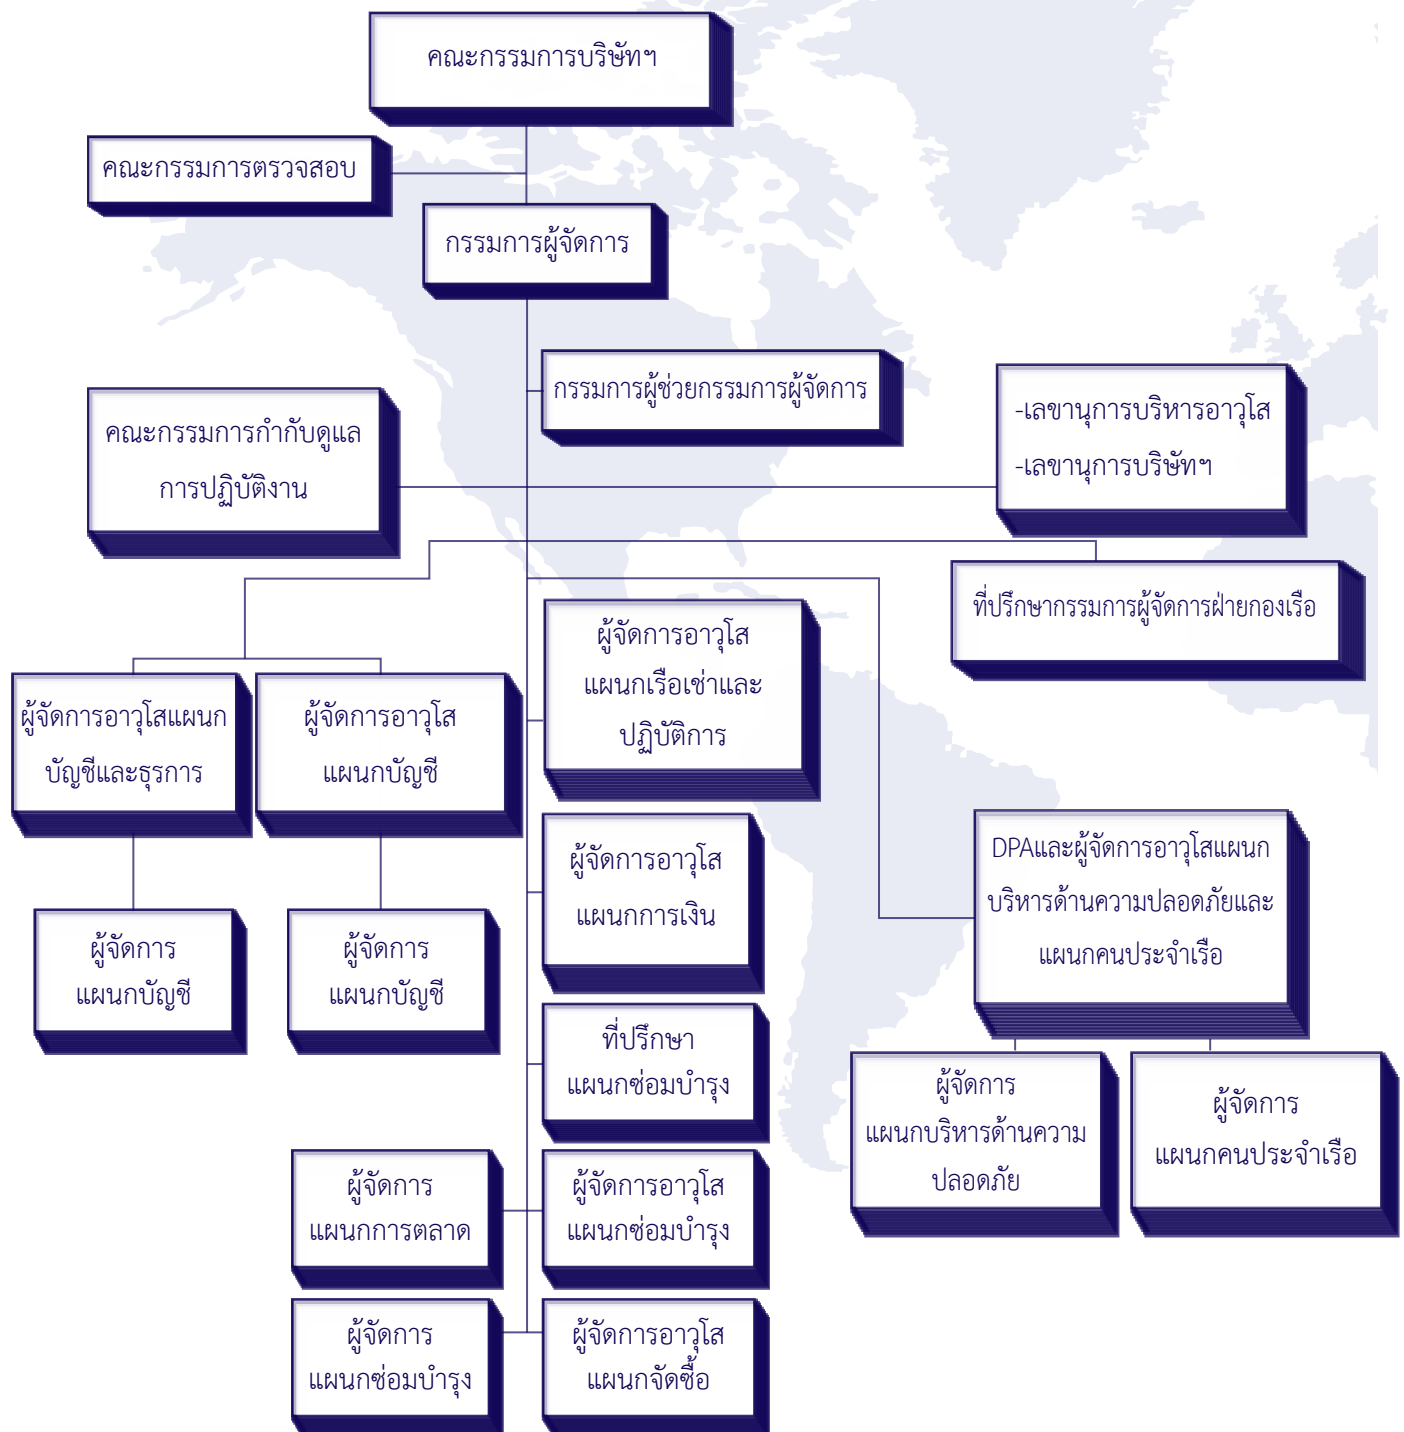 คณะกรรมการบริษัทฯ
คณะกรรมการตรวจสอบ
กรรมการผู้จัดการ
กรรมการผู้ช่วยกรรมการผู้จัดการ
คณะกรรมการกำกับดูแล
การปฏิบัติงาน
-เลขานุการบริหารอาวุโส
-เลขานุการบริษัทฯ
ที่ปรึกษากรรมการผู้จัดการฝ่ายกองเรือ
ผู้จัดการอาวุโส
แผนกเรือเช่าและ
ปฏิบัติการ
ผู้จัดการอาวุโสแผนก
บัญชีและธุรการ
ผู้จัดการอาวุโส
แผนกบัญชี
ผู้จัดการอาวุโส
แผนกการเงิน
DPAและผู้จัดการอาวุโสแผนก
บริหารด้านความปลอดภัยและ
แผนกคนประจำเรือ
ผู้จัดการ
แผนกบัญชี
ผู้จัดการ
แผนกบัญชี
ที่ปรึกษา
แผนกซ่อมบำรุง
ผู้จัดการ
แผนกบริหารด้านความ
ปลอดภัย
ผู้จัดการ
แผนกคนประจำเรือ
ผู้จัดการ
แผนกการตลาด
ผู้จัดการอาวุโส
แผนกซ่อมบำรุง
ผู้จัดการ
แผนกซ่อมบำรุง
ผู้จัดการอาวุโส
แผนกจัดซื้อ